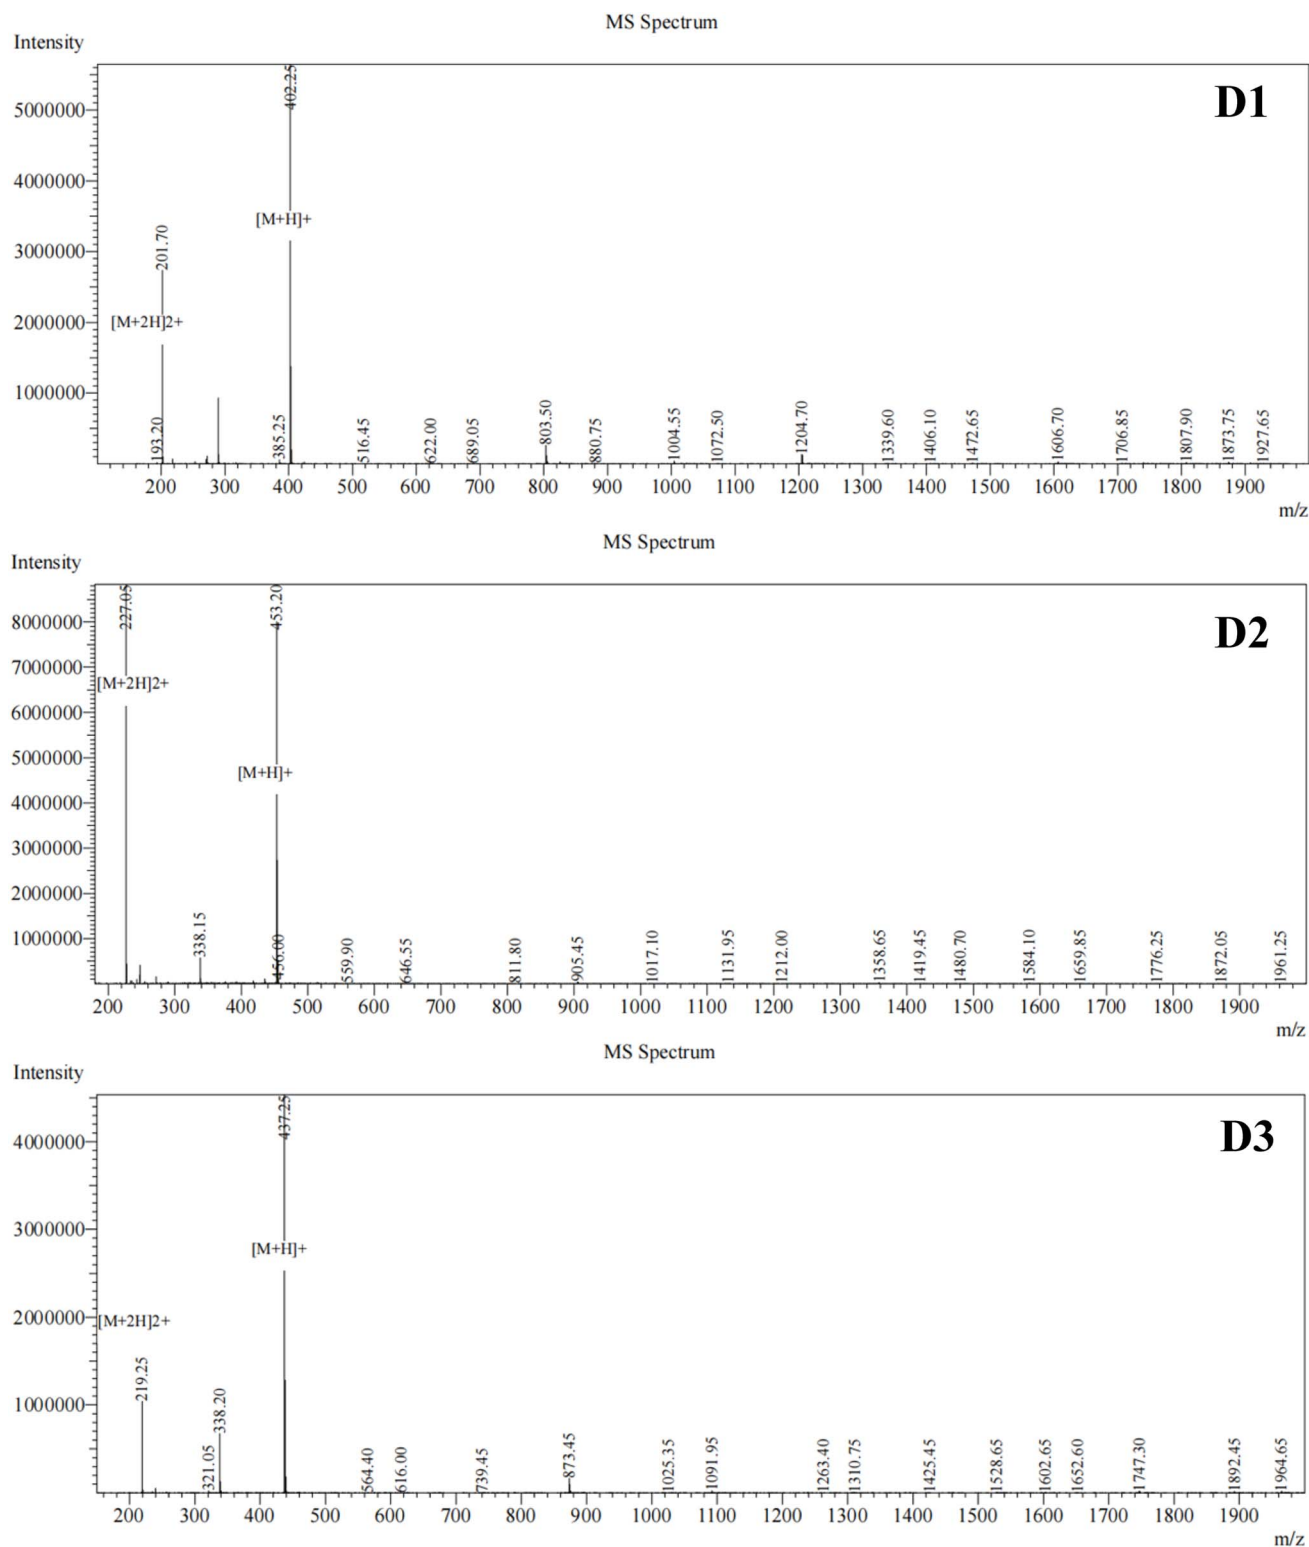 MS Spectrum
Intensity
D1
402.25
5000000
4000000
[M+H]+
3000000
201.70
[M+2H]2+
2000000
1000000
193.20 385.25 516.45 622.00 689.05 803.50 880.75 1004.55 1072.50 1204.70 1339.60 1406.10 1472.65 1606.70 1706.85 1807.90 1873.75 1927.65
200 300 400 500 600 700 800 900 1000 1100 1200 1300 1400 1500 1600 1700 1800 1900
m/z
MS Spectrum
Intensity
D2
227.05 453.20
8000000
7000000
[M+2H]2+
6000000
5000000
[M+H]+
4000000
3000000
2000000
1000000
338.15 456.00 559.90 646.55 811.80 905.45 1017.10 1131.95 1212.00 1358.65 1419.45 1480.70 1584.10 1659.85 1776.25 1872.05 1961.25
200 300 400 500 600 700 800 900 1000 1100 1200 1300 1400 1500 1600 1700 1800 1900
m/z
MS Spectrum
Intensity
D3
437.25
4000000
3000000
[M+H]+
2000000
[M+2H]2+
1000000
219.25 321.05 338.20 564.40 616.00 739.45 873.45 1025.35 1091.95 1263.40 1310.75 1425.45 1528.65 1602.65 1652.60 1747.30 1892.45 1964.65
200 300 400 500 600 700 800 900 1000 1100 1200 1300 1400 1500 1600 1700 1800 1900
m/z